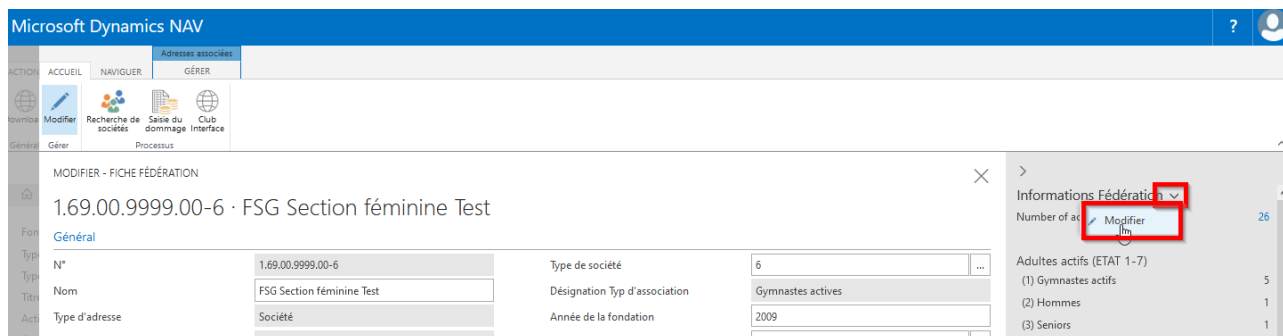 Microsoft Dynamics NAV
?
Adresses associées
ACTION ACCUEIL NAVIGUER GÉRER
Modifier Recherche de sociétés Saisie du dommage Club Interface
Général Gérer Processus
MODIFIER - FICHE FÉDÉRATION
1.69.00.9999.00-6 · FSG Section féminine Test
Général
N° 1.69.00.9999.00-6 Type de société 6 ...
Nom FSG Section féminine Test Désignation Typ d'association Gymnastes actives
Type d'adresse Société Année de la fondation 2009
Informations Fédération
Number of 26
Modifier
Adultes actifs (ETAT 1-7)
(1) Gymnastes actifs 5
(2) Hommes 1
(3) Seniors 1